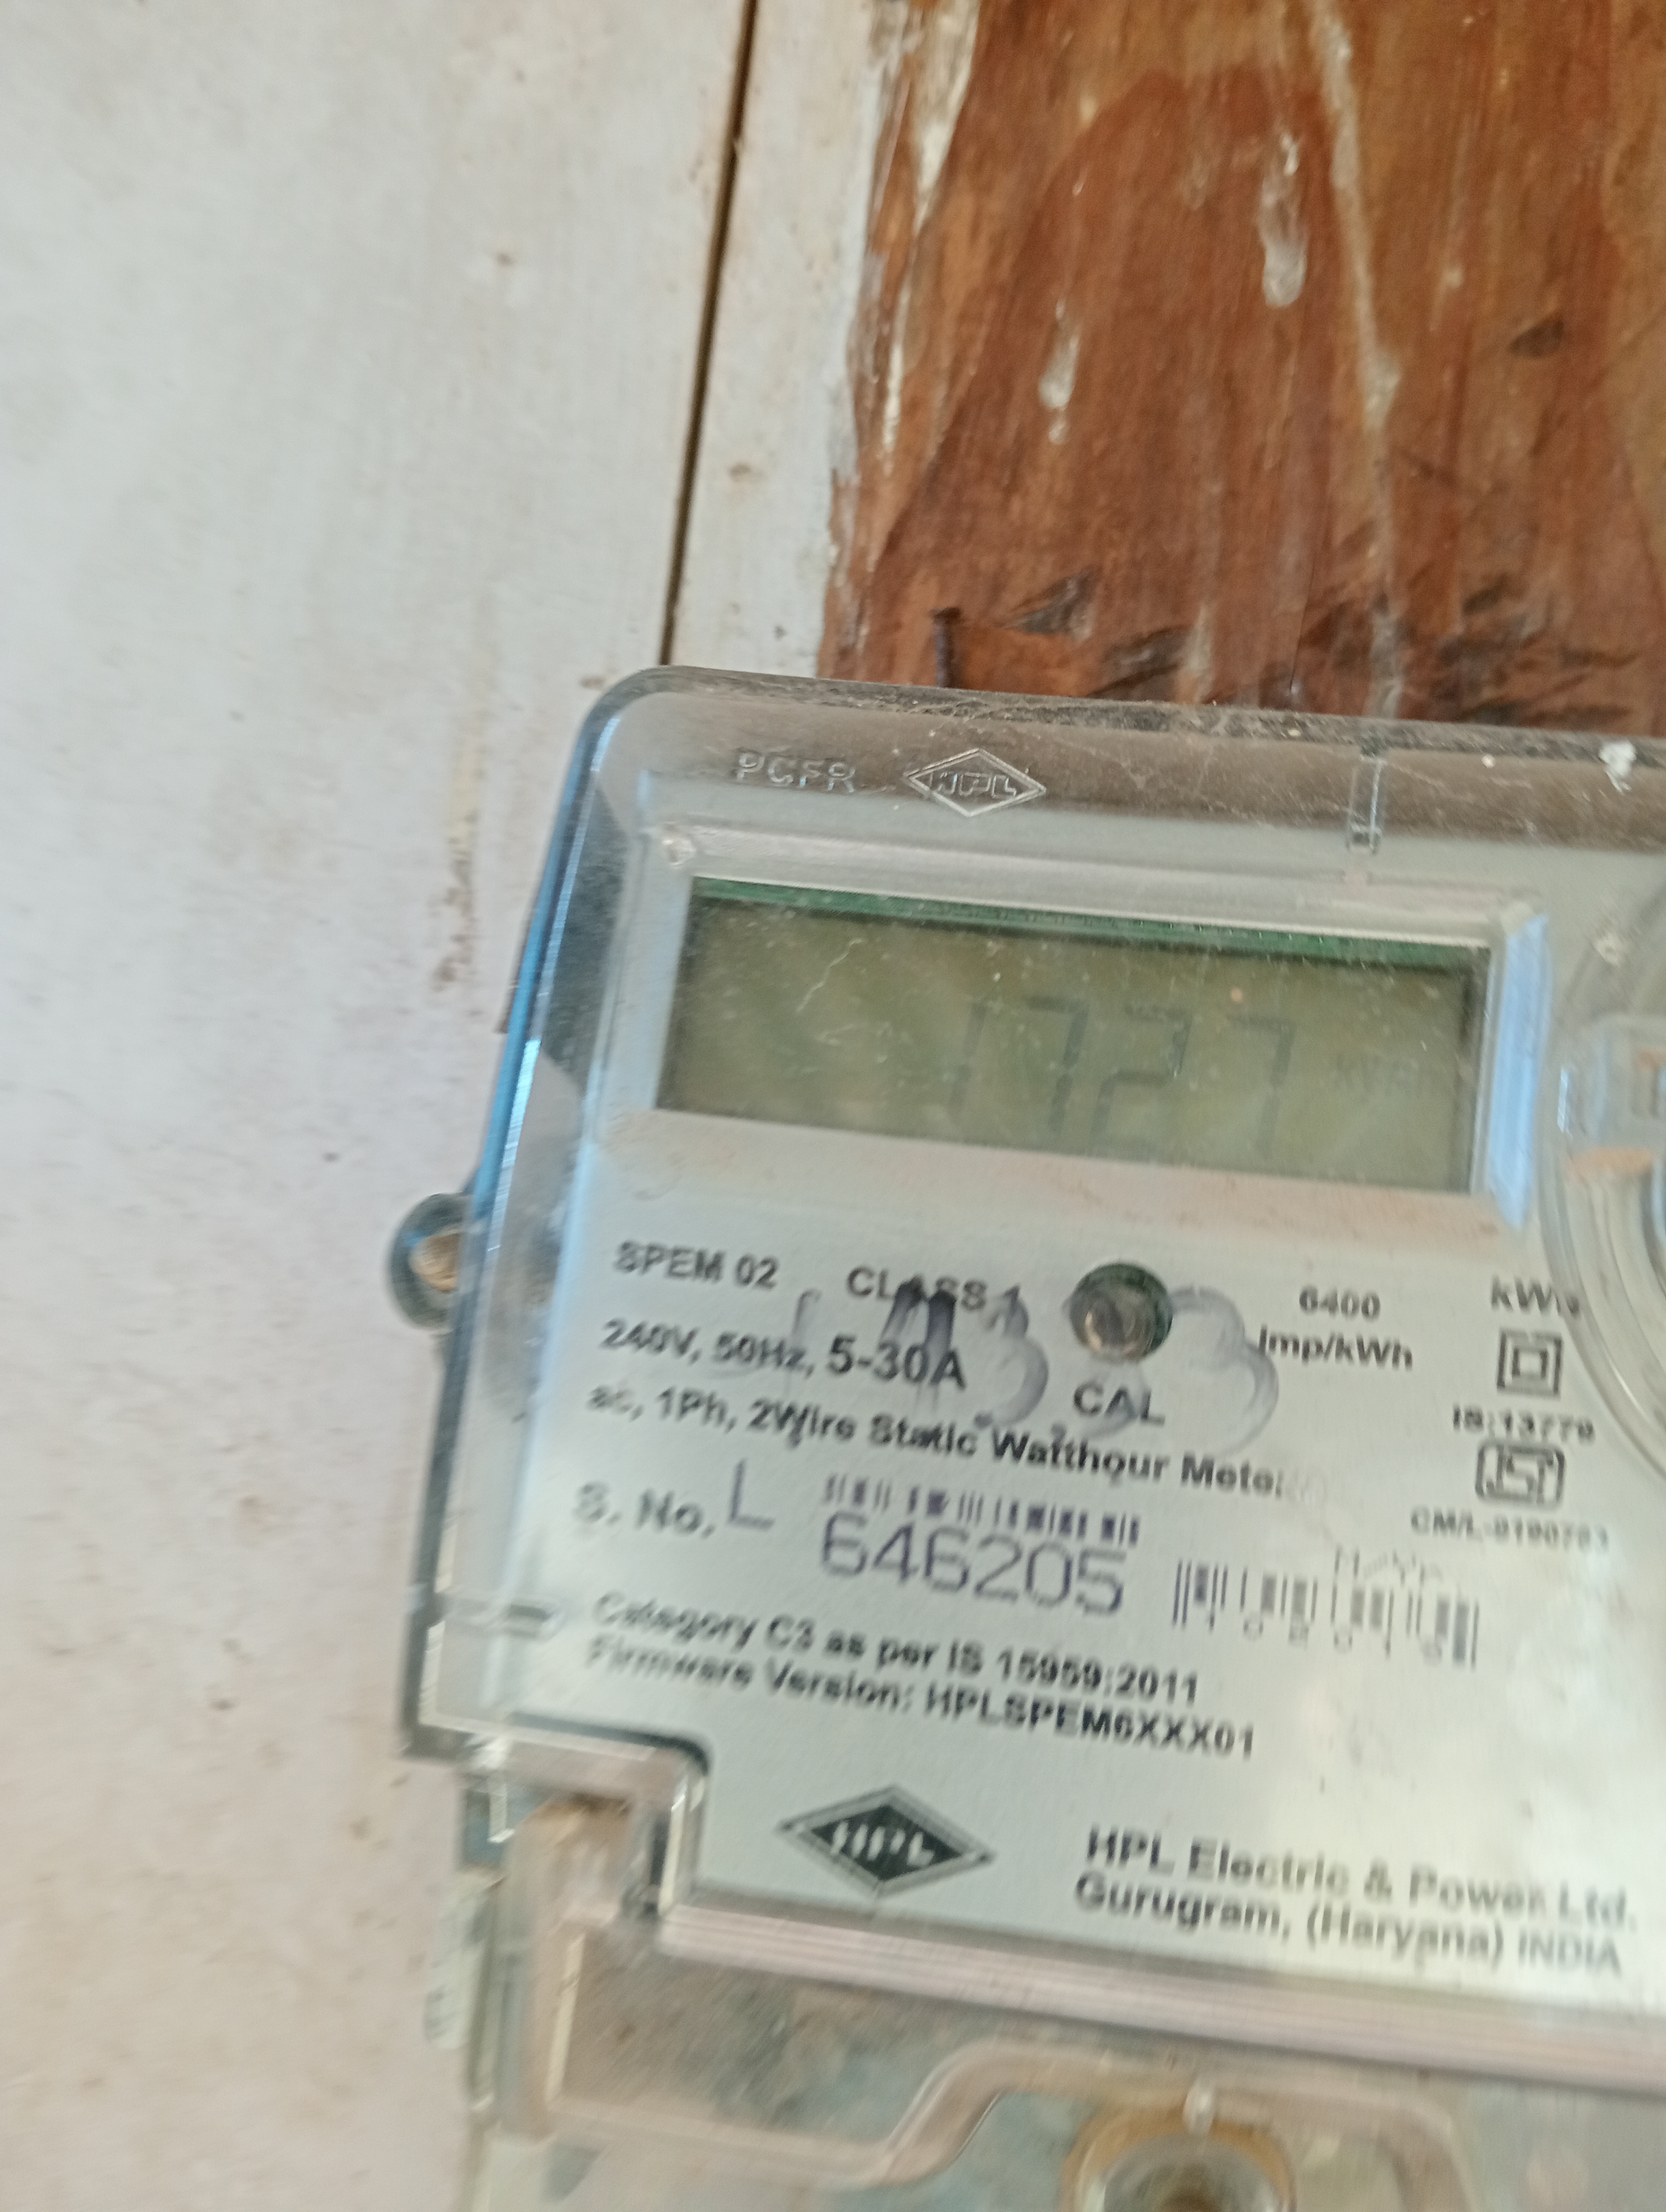 PCFR HPL
1727
SPEM 02 CLASS 1 6400 kWh
240V, 50Hz, 5-30A Imp/kWh
CAL
ac, 1Ph, 2Wire Static Watthour Meter
IS:13779
ISI
S. No. L 646205
Category C3 as per IS 15959:2011
Firmware Version: HPLSPEM6XXX01
HPL
HPL Electric & Power Ltd.
Gurugram, (Haryana) INDIA